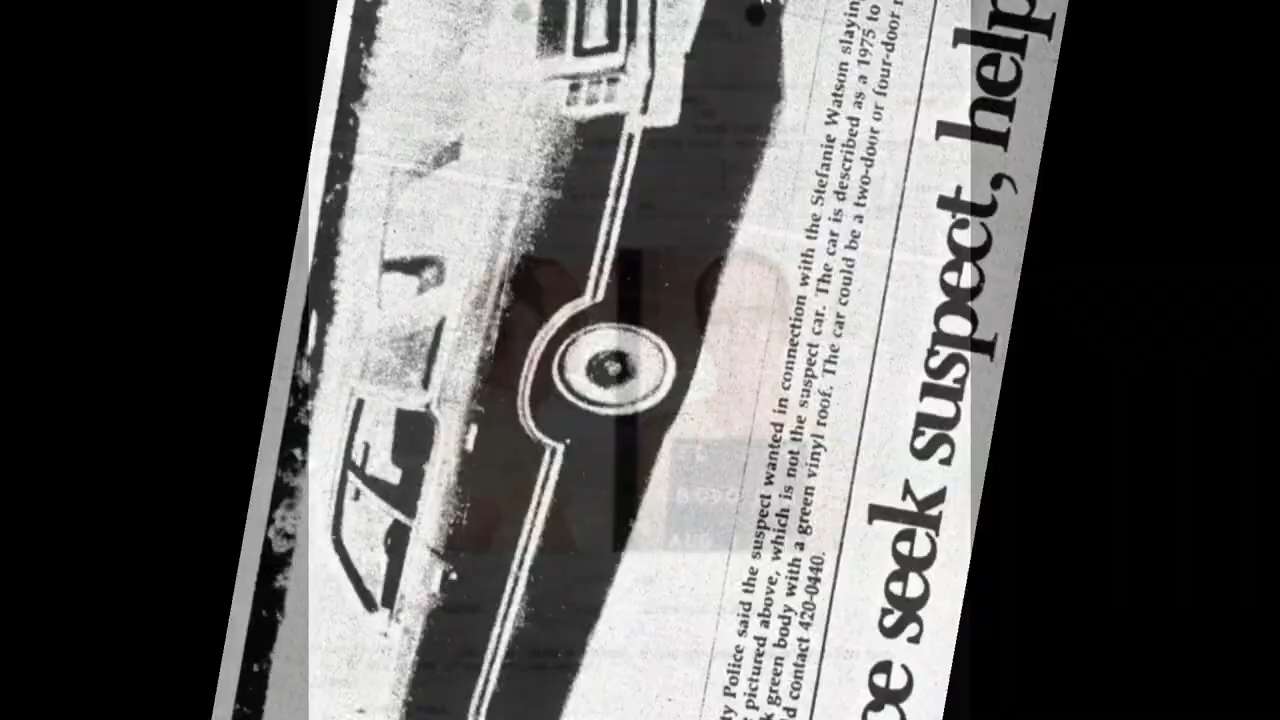 ty Police said the suspect wanted in connection with the Stefanie Watson slayin
pictured above, which is not the suspect car. The car is described as a 1975 to
k green body with a green vinyl roof. The car could be a two-door or four-door
ld contact 420-0440.
ce seek suspect, help